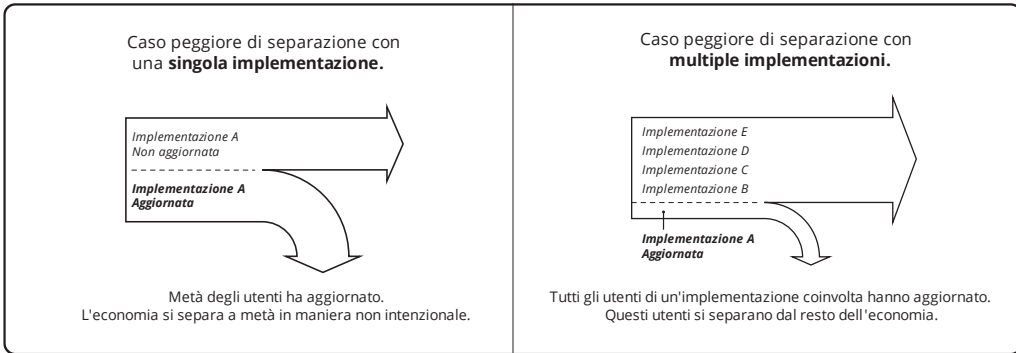 Caso peggiore di separazione con
una singola implementazione.
Implementazione A
Non aggiornata
Implementazione A
Aggiornata
Metà degli utenti ha aggiornato.
L'economia si separa a metà in maniera non intenzionale.
Caso peggiore di separazione con
multiple implementazioni.
Implementazione E
Implementazione D
Implementazione C
Implementazione B
Implementazione A
Aggiornata
Tutti gli utenti di un'implementazione coinvolta hanno aggiornato.
Questi utenti si separano dal resto dell'economia.